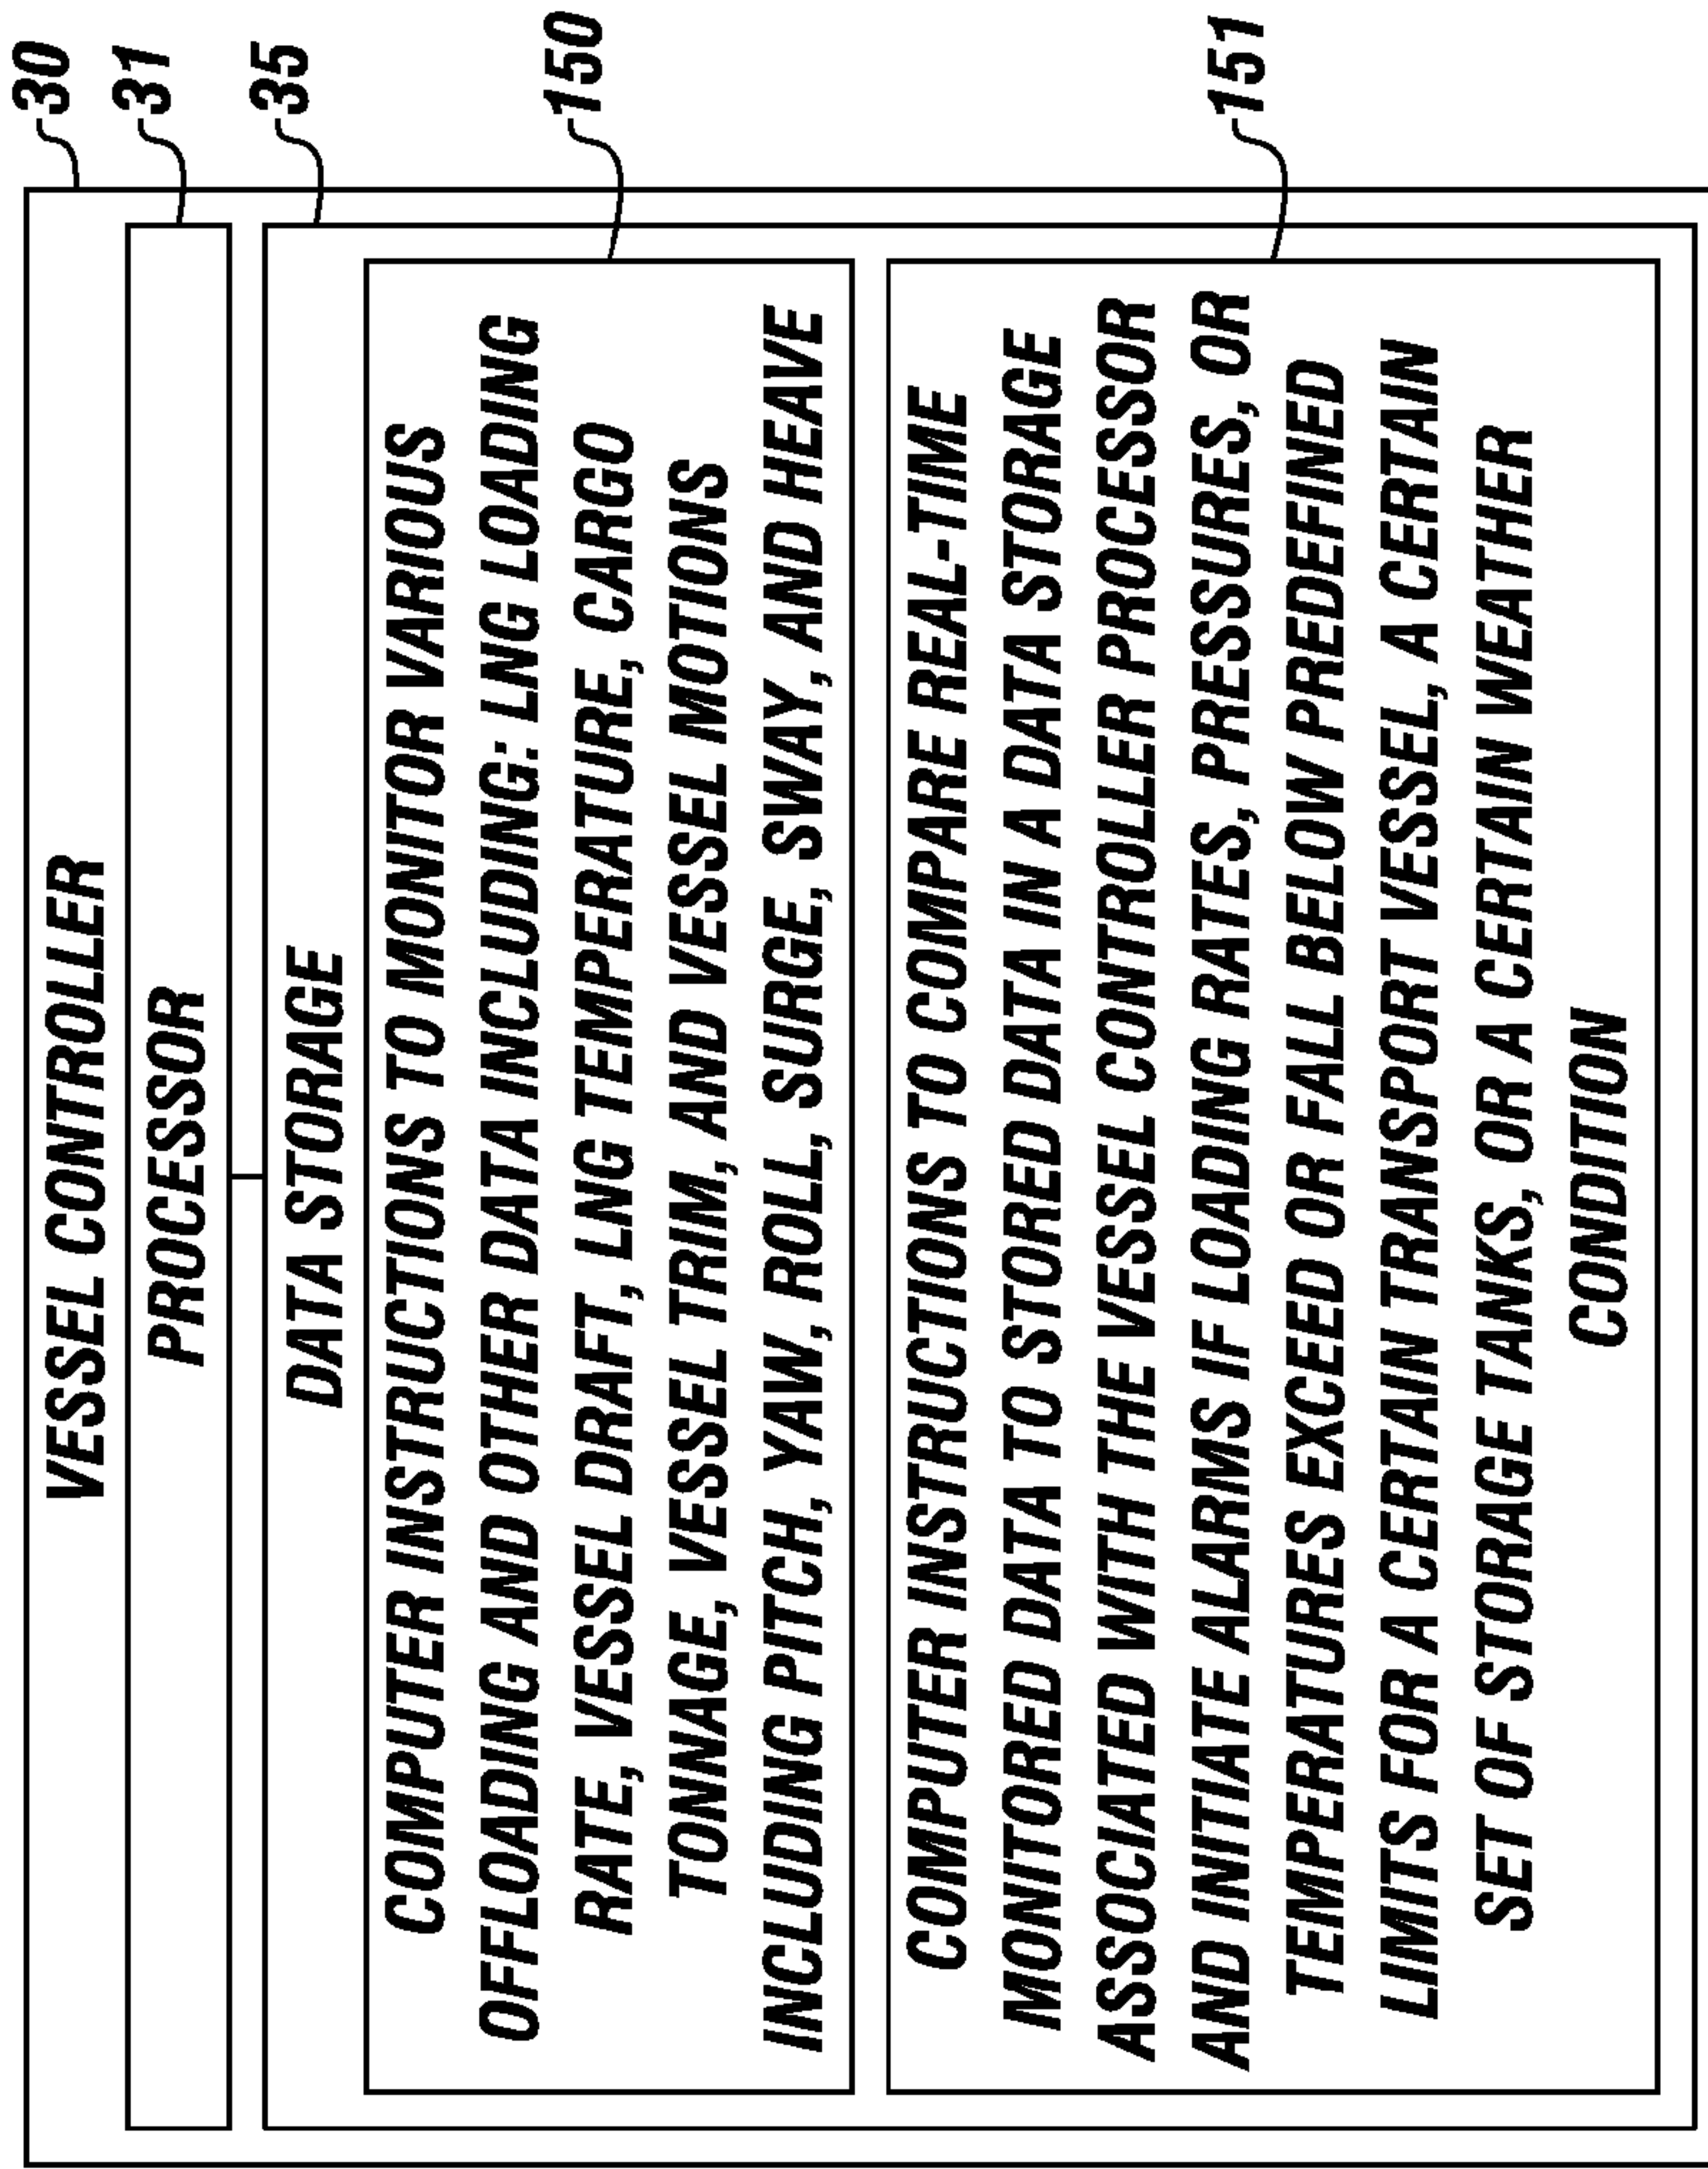 VESSEL CONTROLLER
30
PROCESSOR
31
DATA STORAGE
35
COMPUTER INSTRUCTIONS TO MONITOR VARIOUS
OFFLOADING AND OTHER DATA INCLUDING: LNG LOADING
RATE, VESSEL DRAFT, LNG TEMPERATURE, CARGO
TONNAGE, VESSEL TRIM, AND VESSEL MOTIONS
INCLUDING PITCH, YAW, ROLL, SURGE, SWAY, AND HEAVE
150
COMPUTER INSTRUCTIONS TO COMPARE REAL-TIME
MONITORED DATA TO STORED DATA IN A DATA STORAGE
ASSOCIATED WITH THE VESSEL CONTROLLER PROCESSOR
AND INITIATE ALARMS IF LOADING RATES, PRESSURES, OR
TEMPERATURES EXCEED OR FALL BELOW PREDEFINED
LIMITS FOR A CERTAIN TRANSPORT VESSEL, A CERTAIN
SET OF STORAGE TANKS, OR A CERTAIN WEATHER
CONDITION
151